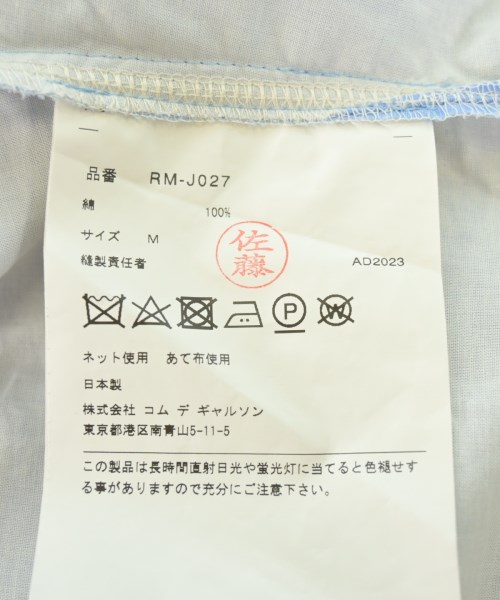 品番 RM-J027
綿 100%
サイズ M
佐藤
縫製責任者 AD2023
P W
ネット使用 あて布使用
日本製
株式会社 コム デ ギャルソン
東京都港区南青山5-11-5
この製品は長時間直射日光や蛍光灯に当てると色褪せす
る事がありますので充分にご注意下さい。